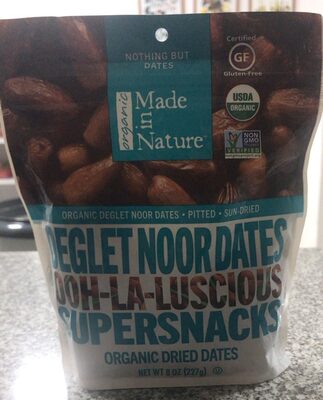 NOTHING BUT
DATES
Certified
GF
Gluten-free
organic
Made
in
Nature™
USDA
ORGANIC
NON
GMO
VERIFIED
ORGANIC DEGLET NOOR DATES • PITTED • SUN-DRIED
DEGLET NOOR DATES
OOH-LA-LUSCIOUS
SUPERSNACKS
ORGANIC DRIED DATES
NET WT 8 OZ (227g)